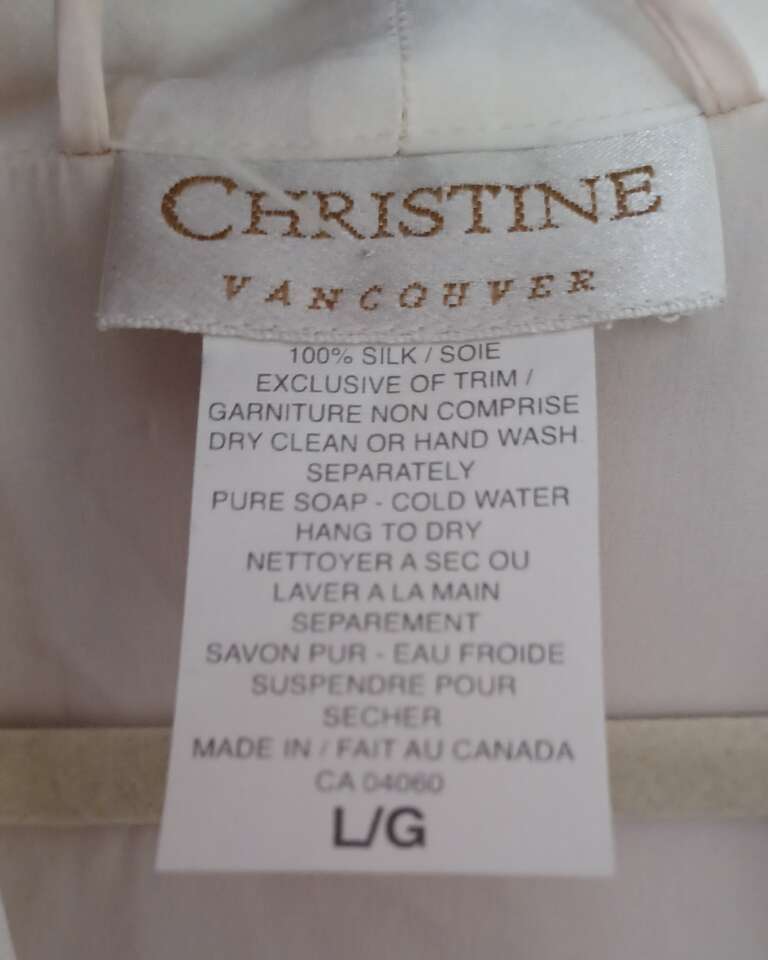 CHRISTINE
VANCOUVER
100% SILK / SOIE
EXCLUSIVE OF TRIM /
GARNITURE NON COMPRISE
DRY CLEAN OR HAND WASH
SEPARATELY
PURE SOAP - COLD WATER
HANG TO DRY
NETTOYER A SEC OU
LAVER A LA MAIN
SEPAREMENT
SAVON PUR - EAU FROIDE
SUSPENDRE POUR
SECHER
MADE IN / FAIT AU CANADA
CA 04060
L/G